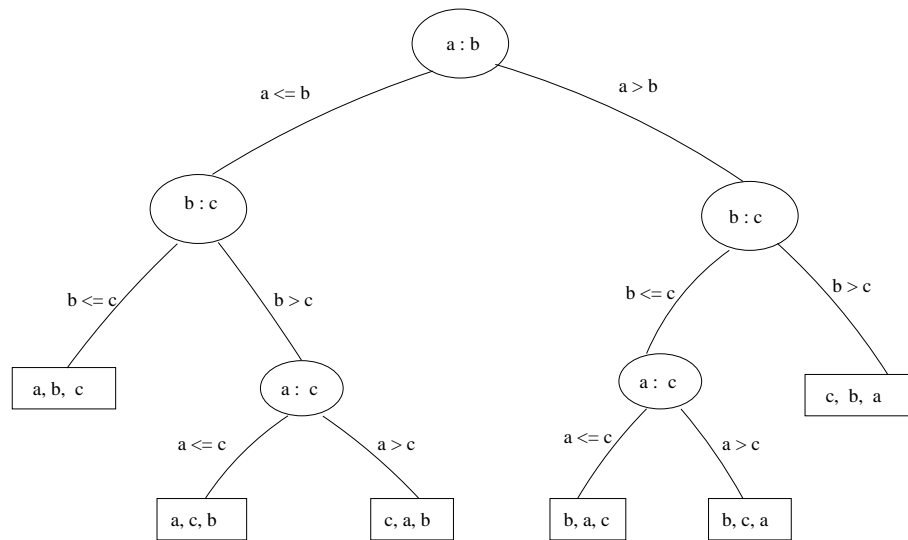 a : b
a <= b
a > b
b : c
b : c
b <= c
b > c
b <= c
b > c
a, b, c
a : c
a : c
c, b, a
a <= c
a > c
a <= c
a > c
a, c, b
c, a, b
b, a, c
b, c, a